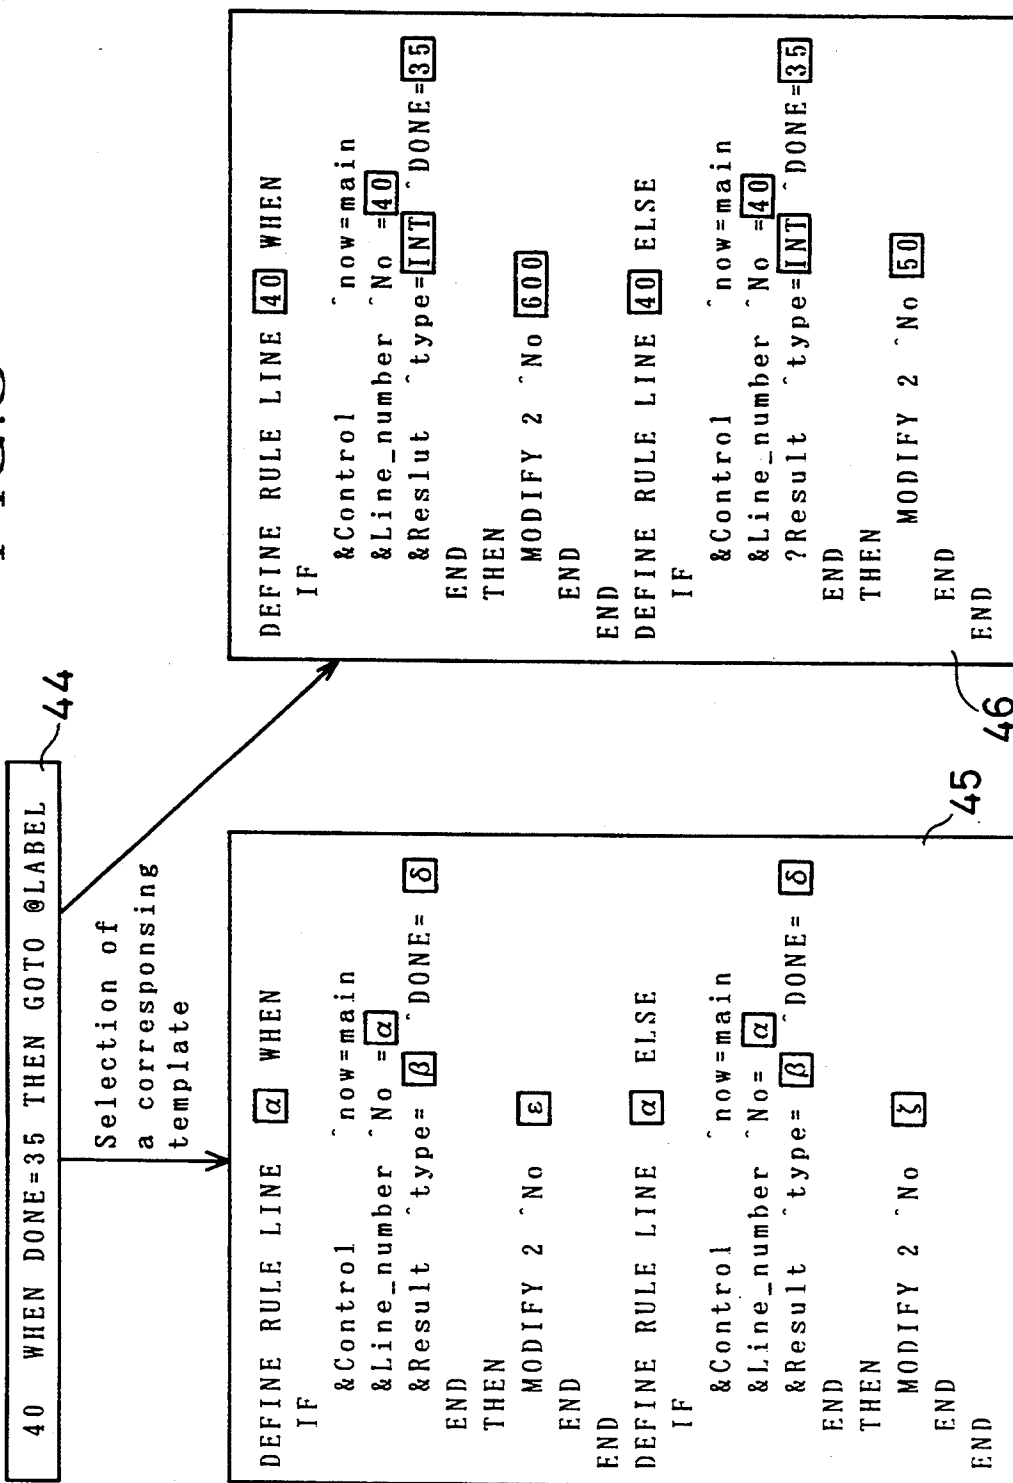 40 WHEN DONE=35 THEN GOTO @LABEL
44
Selection of
a corresponsing
template
DEFINE RULE LINE α WHEN
IF
&Control ^now=main
&Line_number ^No =α
&Result ^type= β ^DONE= δ
END
THEN
MODIFY 2 ^No ε
END
END
DEFINE RULE LINE α ELSE
IF
&Control ^now=main
&Line_number ^No= α
&Result ^type= β ^DONE= δ
END
THEN
MODIFY 2 ^No ζ
END
END
45
DEFINE RULE LINE 40 WHEN
IF
&Control ^now=main
&Line_number ^No =40
&Reslut ^type=INT ^DONE=35
END
THEN
MODIFY 2 ^No 600
END
END
DEFINE RULE LINE 40 ELSE
IF
&Control ^now=main
&Line_number ^No =40
?Result ^type=INT ^DONE=35
END
THEN
MODIFY 2 ^No 50
END
END
46